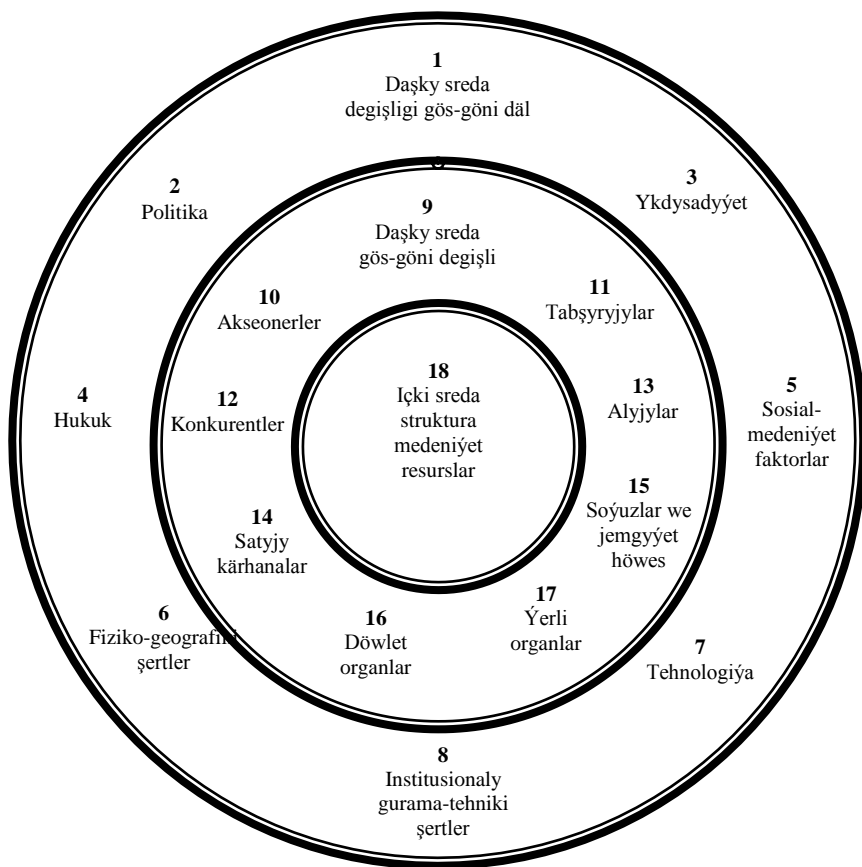 1
Daşky sreda
degişligi gös-göni däl
2
Politika
3
Ykdysadyýet
4
Hukuk
5
Sosial-
medeniýet
faktorlar
6
Fiziko-geografiki
şertler
7
Tehnologiýa
8
Institusionaly
gurama-tehniki
şertler
9
Daşky sreda
gös-göni degişli
10
Akseonerler
11
Tabşyryjylar
12
Konkurentler
13
Alyjylar
14
Satyjy
kärhanalar
15
Soýuzlar we
jemgyýet
höwes
16
Döwlet
organlar
17
Ýerli
organlar
18
Içki sreda
struktura
medeniýet
resurslar